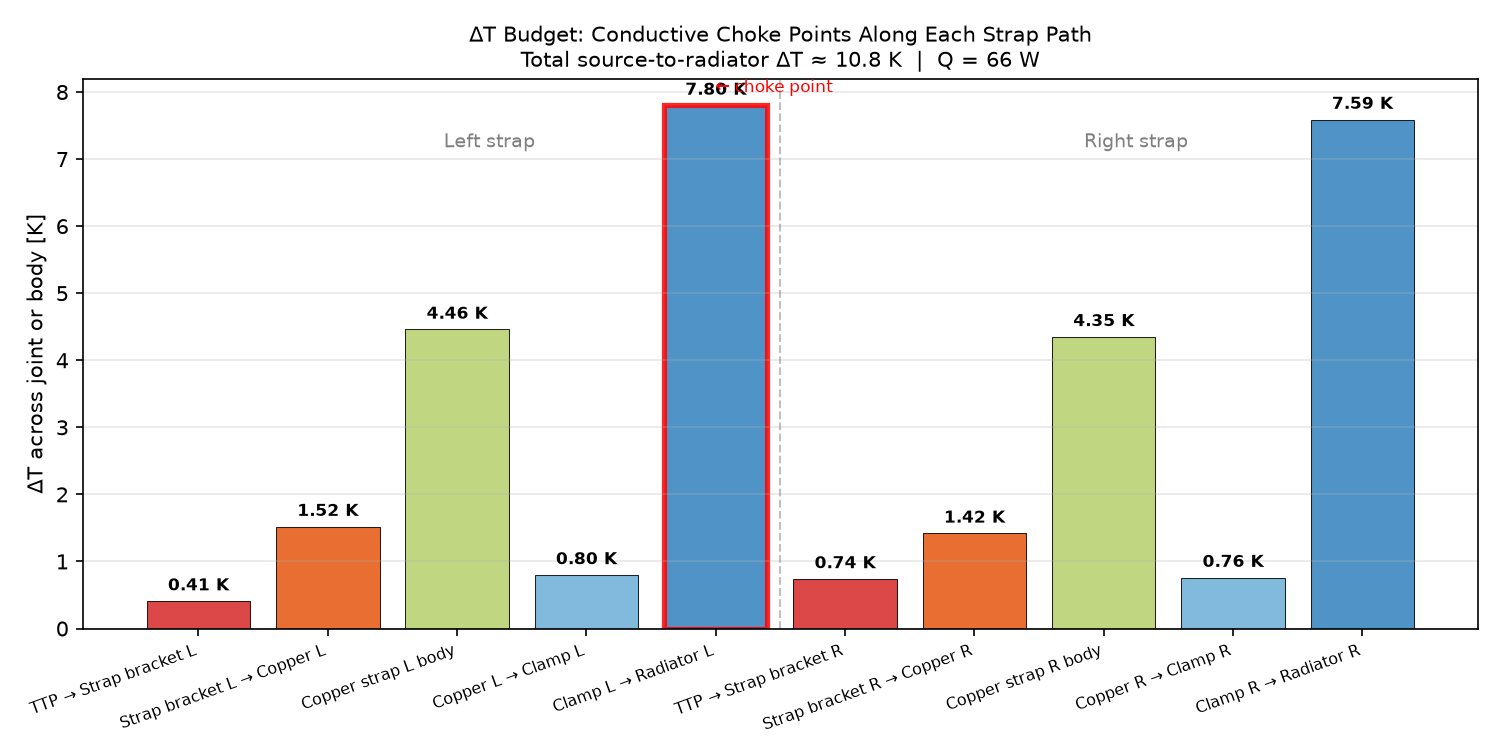 ΔT Budget: Conductive Choke Points Along Each Strap Path
Total source-to-radiator ΔT ≈ 10.8 K | Q = 66 W
ΔT across joint or body [K]
8
7
6
5
4
3
2
1
0
Left strap
Right strap
0.41 K
1.52 K
4.46 K
0.80 K
7.80 K
← choke point
0.74 K
1.42 K
4.35 K
0.76 K
7.59 K
TTP → Strap bracket L
Strap bracket L → Copper L
Copper strap L body
Copper L → Clamp L
Clamp L → Radiator L
TTP → Strap bracket R
Strap bracket R → Copper R
Copper strap R body
Copper R → Clamp R
Clamp R → Radiator R